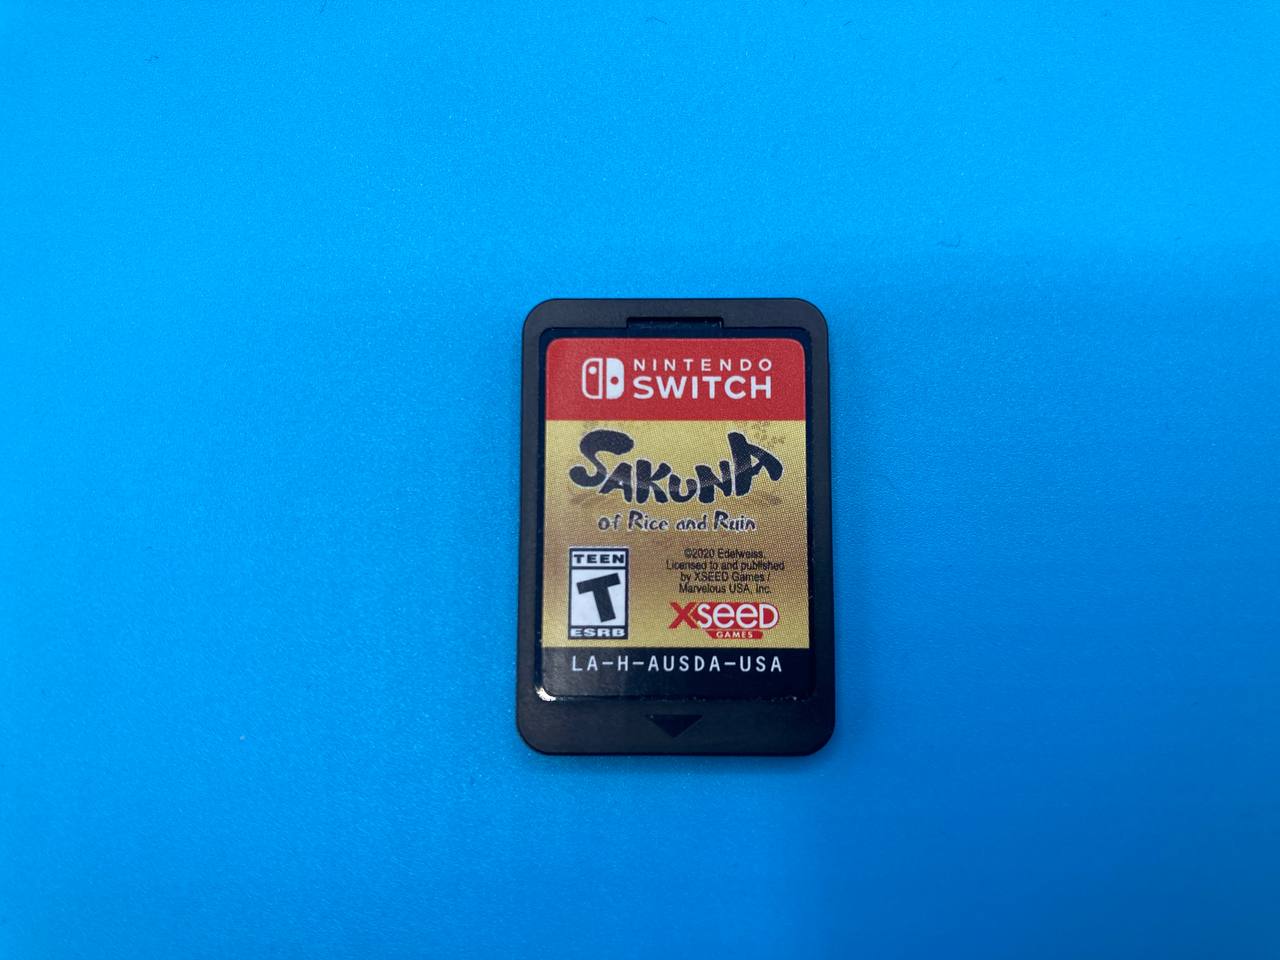 NINTENDO
SWITCH
SAKUNA
of Rice and Ruin
TEEN
T
ESRB
©2020 Edelweiss.
Licensed to and published
by XSEED Games /
Marvelous USA, Inc.
XSEED
GAMES
LA-H-AUSDA-USA